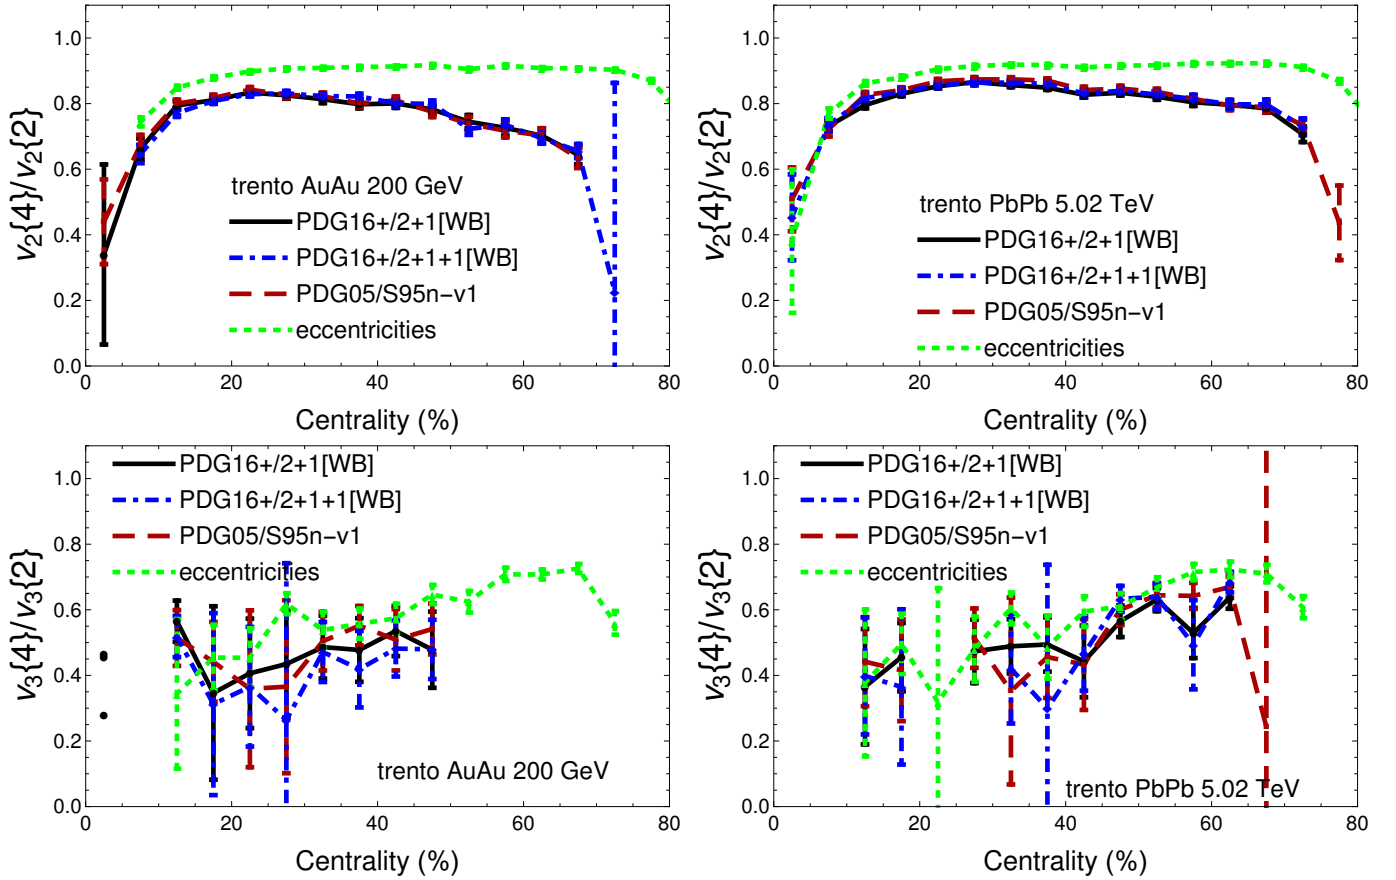 v2{4}/v2{2}
1.0
0.8
0.6
0.4
0.2
0.0
trento AuAu 200 GeV
PDG16+/2+1[WB]
PDG16+/2+1+1[WB]
PDG05/S95n−v1
eccentricities
0 20 40 60 80
Centrality (%)
v2{4}/v2{2}
1.0
0.8
0.6
0.4
0.2
0.0
trento PbPb 5.02 TeV
PDG16+/2+1[WB]
PDG16+/2+1+1[WB]
PDG05/S95n−v1
eccentricities
0 20 40 60 80
Centrality (%)
v3{4}/v3{2}
1.0
0.8
0.6
0.4
0.2
0.0
PDG16+/2+1[WB]
PDG16+/2+1+1[WB]
PDG05/S95n−v1
eccentricities
trento AuAu 200 GeV
0 20 40 60 80
Centrality (%)
v3{4}/v3{2}
1.0
0.8
0.6
0.4
0.2
0.0
PDG16+/2+1[WB]
PDG16+/2+1+1[WB]
PDG05/S95n−v1
eccentricities
trento PbPb 5.02 TeV
0 20 40 60 80
Centrality (%)